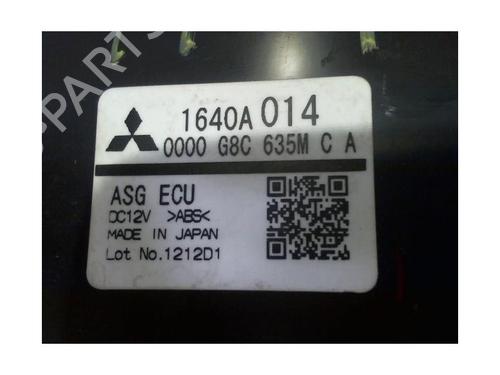 1640A 014
0000 G8C 635M C A
ASG ECU
DC12V >ABS<
MADE IN JAPAN
Lot No.1212D1